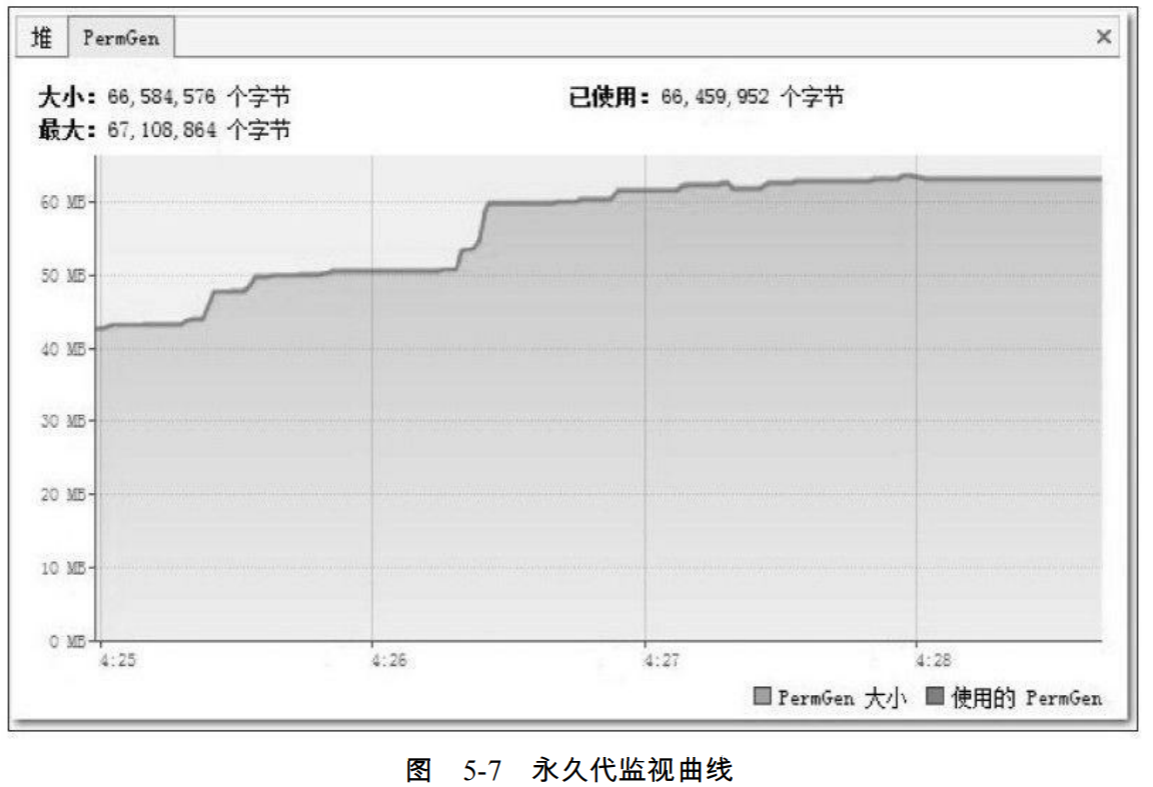 堆 PermGen ×
大小: 66,584,576 个字节 已使用: 66,459,952 个字节
最大: 67,108,864 个字节
60 MB
50 MB
40 MB
30 MB
20 MB
10 MB
0 MB
4:25 4:26 4:27 4:28
PermGen 大小 使用的 PermGen
图 5-7 永久代监视曲线